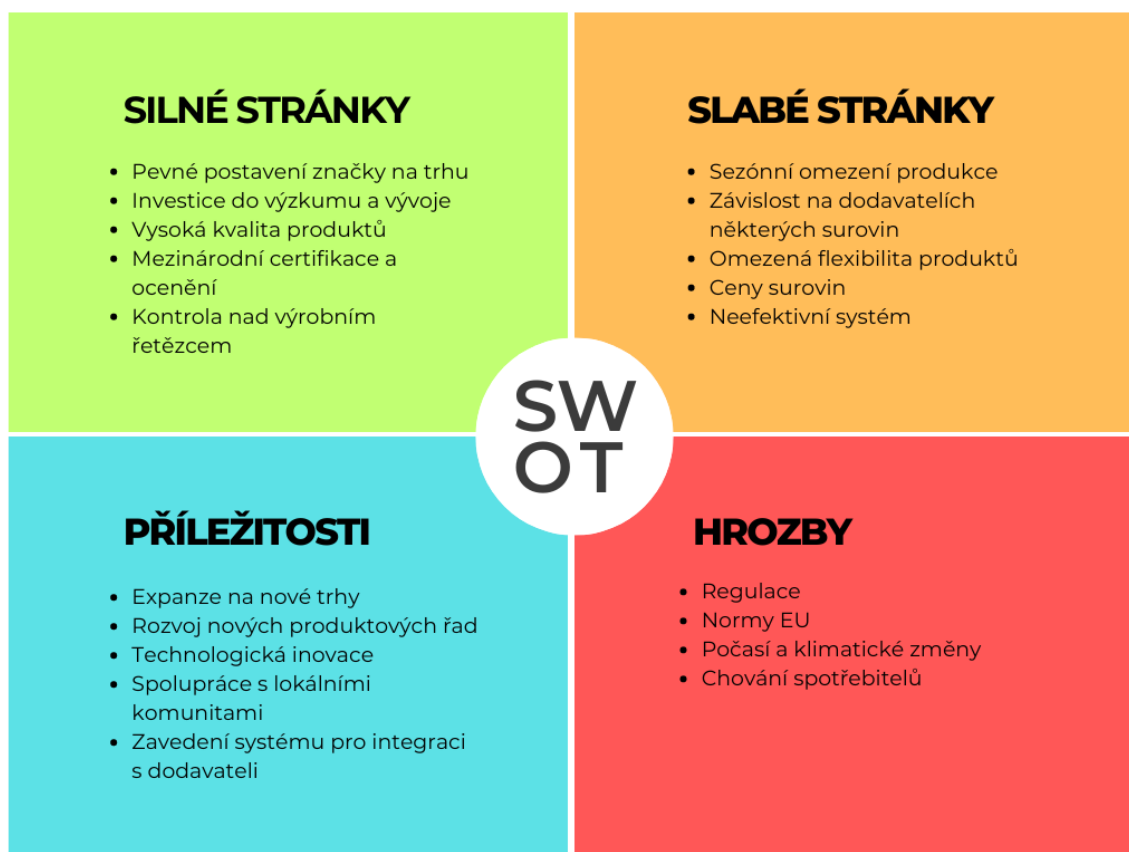 SILNÉ STRÁNKY
• Pevné postavení značky na trhu
• Investice do výzkumu a vývoje
• Vysoká kvalita produktů
• Mezinárodní certifikace a
ocenění
• Kontrola nad výrobním
řetězcem
SLABÉ STRÁNKY
• Sezónní omezení produkce
• Závislost na dodavatelích
některých surovin
• Omezená flexibilita produktů
• Ceny surovin
• Neefektivní systém
SW
OT
PŘÍLEŽITOSTI
• Expanze na nové trhy
• Rozvoj nových produktových řad
• Technologická inovace
• Spolupráce s lokálními
komunitami
• Zavedení systému pro integraci
s dodavateli
HROZBY
• Regulace
• Normy EU
• Počasí a klimatické změny
• Chování spotřebitelů